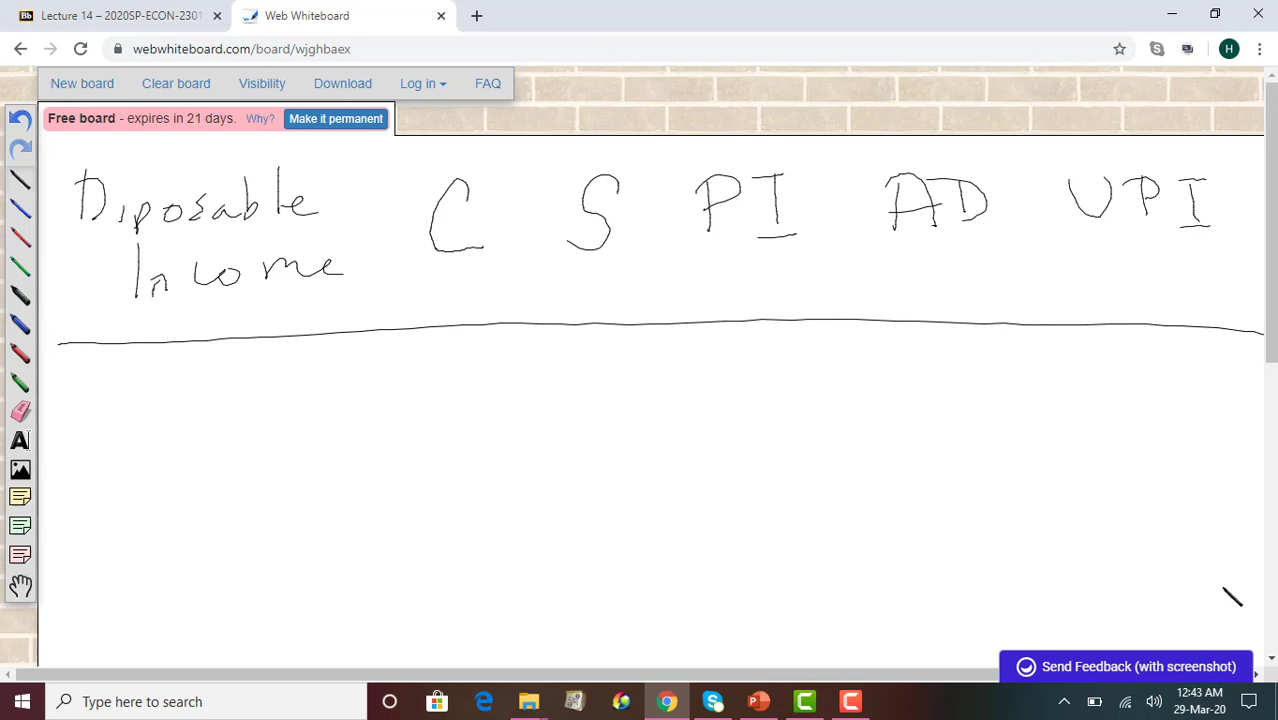 Lecture 14 – 2020SP-ECON-2301
Web Whiteboard
webwhiteboard.com/board/wjghbaex
H
New board Clear board Visibility Download Log in FAQ
Free board - expires in 21 days. Why? Make it permanent
Diposable C S PI AD UPI
Income
A
Send Feedback (with screenshot)
Type here to search
12:43 AM
29-Mar-20